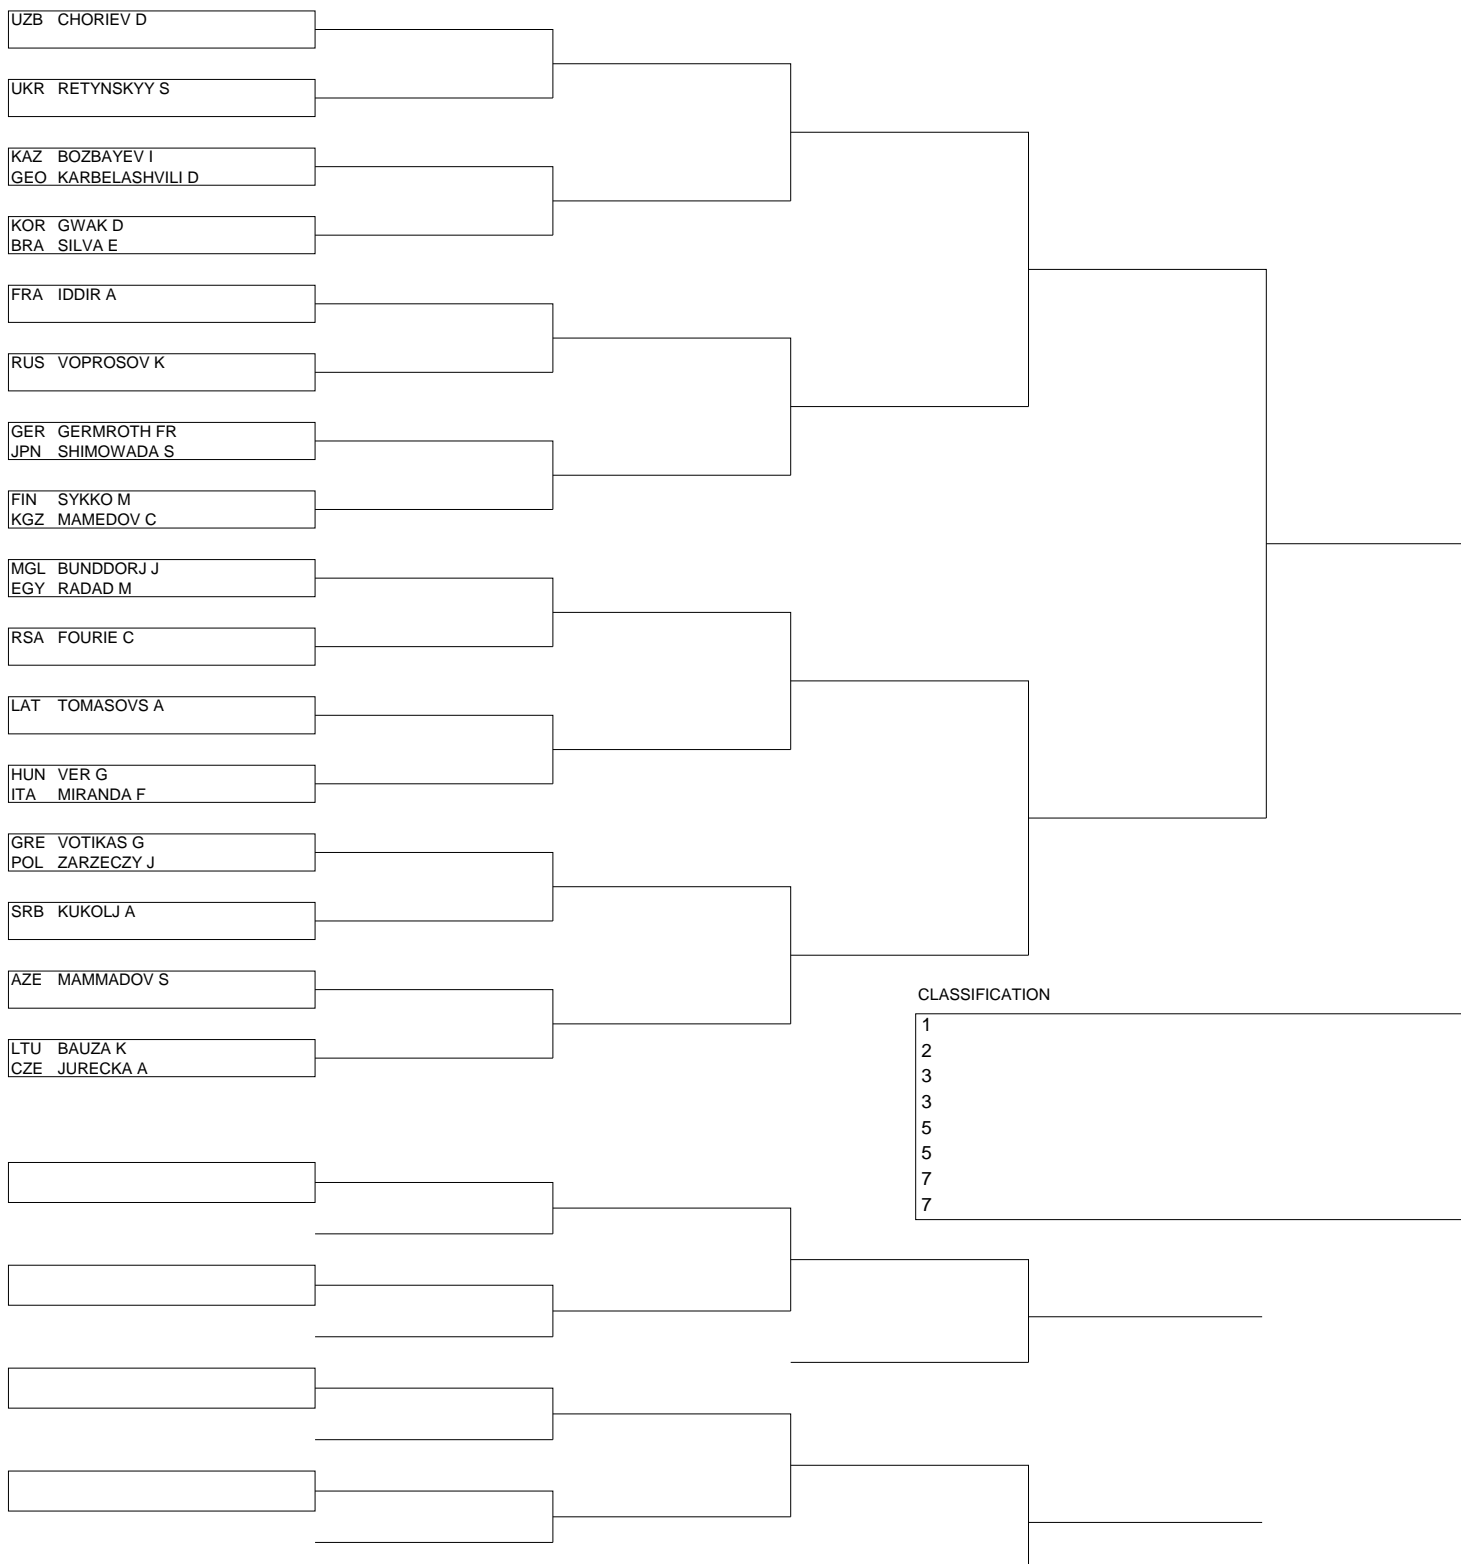 UZB CHORIEV D
UKR RETYNSKYY S
KAZ BOZBAYEV I
GEO KARBELASHVILI D
KOR GWAK D
BRA SILVA E
FRA IDDIR A
RUS VOPROSOV K
GER GERMROTH FR
JPN SHIMOWADA S
FIN SYKKO M
KGZ MAMEDOV C
MGL BUNDDORJ J
EGY RADAD M
RSA FOURIE C
LAT TOMASOVS A
HUN VER G
ITA MIRANDA F
GRE VOTIKAS G
POL ZARZECZY J
SRB KUKOLJ A
AZE MAMMADOV S
LTU BAUZA K
CZE JURECKA A
CLASSIFICATION
1
2
3
3
5
5
7
7